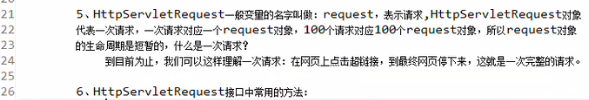 21 5、HttpServletRequest一般变量的名字叫做：request，表示请求,HttpServletRequest对象
22 代表一次请求，一次请求对应一个request对象，100个请求对应100个request对象，所以request对象
23 的生命周期是短暂的，什么是一次请求？
24 到目前为止，我们可以这样理解一次请求：在网页上点击超链接，到最终网页停下来，这就是一次完整的请求。
25
26 6、HttpServletRequest接口中常用的方法：